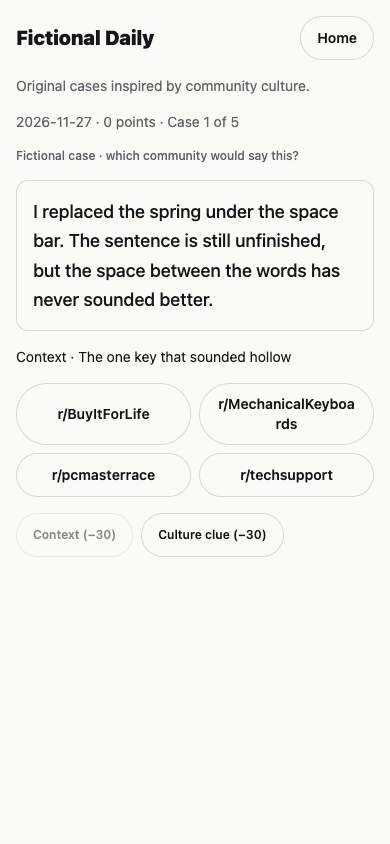 Fictional Daily
Home
Original cases inspired by community culture.
2026-11-27 · 0 points · Case 1 of 5
Fictional case · which community would say this?
I replaced the spring under the space
bar. The sentence is still unfinished,
but the space between the words has
never sounded better.
Context · The one key that sounded hollow
r/BuyItForLife
r/MechanicalKeyboa
rds
r/pcmasterrace
r/techsupport
Context (−30)
Culture clue (−30)